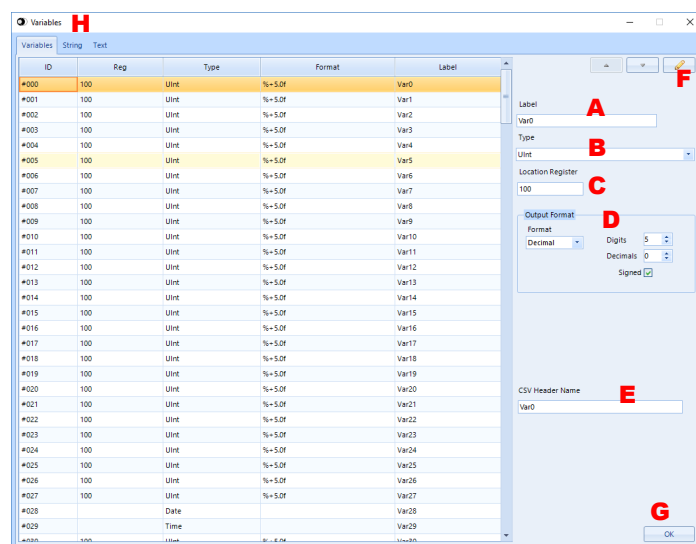 Variables H
Variables String Text
ID Reg Type Format Label
#000 100 UInt %+5.0f Var0
#001 100 UInt %+5.0f Var1
#002 100 UInt %+5.0f Var2
#003 100 UInt %+5.0f Var3
#004 100 UInt %+5.0f Var4
#005 100 UInt %+5.0f Var5
#006 100 UInt %+5.0f Var6
#007 100 UInt %+5.0f Var7
#008 100 UInt %+5.0f Var8
#009 100 UInt %+5.0f Var9
#010 100 UInt %+5.0f Var10
#011 100 UInt %+5.0f Var11
#012 100 UInt %+5.0f Var12
#013 100 UInt %+5.0f Var13
#014 100 UInt %+5.0f Var14
#015 100 UInt %+5.0f Var15
#016 100 UInt %+5.0f Var16
#017 100 UInt %+5.0f Var17
#018 100 UInt %+5.0f Var18
#019 100 UInt %+5.0f Var19
#020 100 UInt %+5.0f Var20
#021 100 UInt %+5.0f Var21
#022 100 UInt %+5.0f Var22
#023 100 UInt %+5.0f Var23
#024 100 UInt %+5.0f Var24
#025 100 UInt %+5.0f Var25
#026 100 UInt %+5.0f Var26
#027 100 UInt %+5.0f Var27
#028 Date Var28
#029 Time Var29
#030 100 UInt %+5.0f Var30
F
Label A
Var0
Type
UInt B
Location Register
100 C
Output Format D
Format
Decimal
Digits 5
Decimals 0
Signed
CSV Header Name E
Var0
G
OK